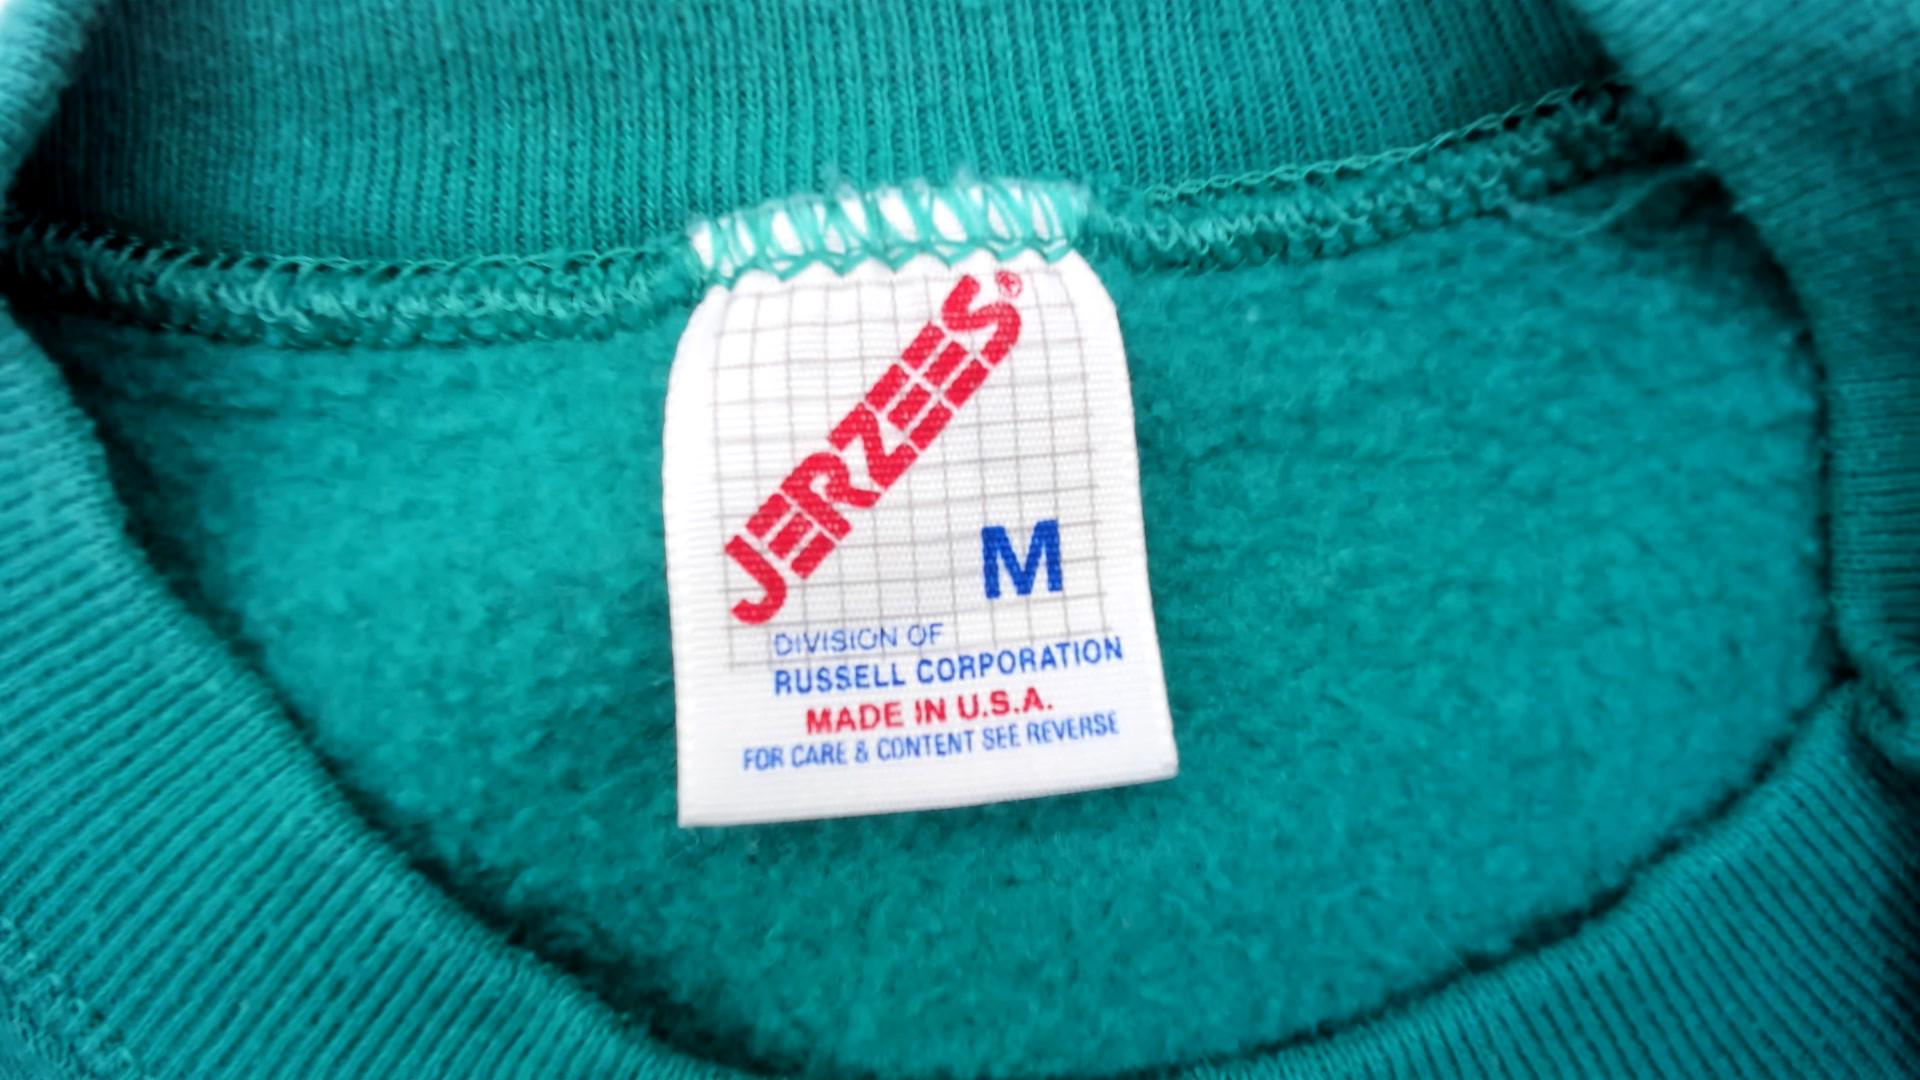 JERZEES®
M
DIVISION OF
RUSSELL CORPORATION
MADE IN U.S.A.
FOR CARE & CONTENT SEE REVERSE